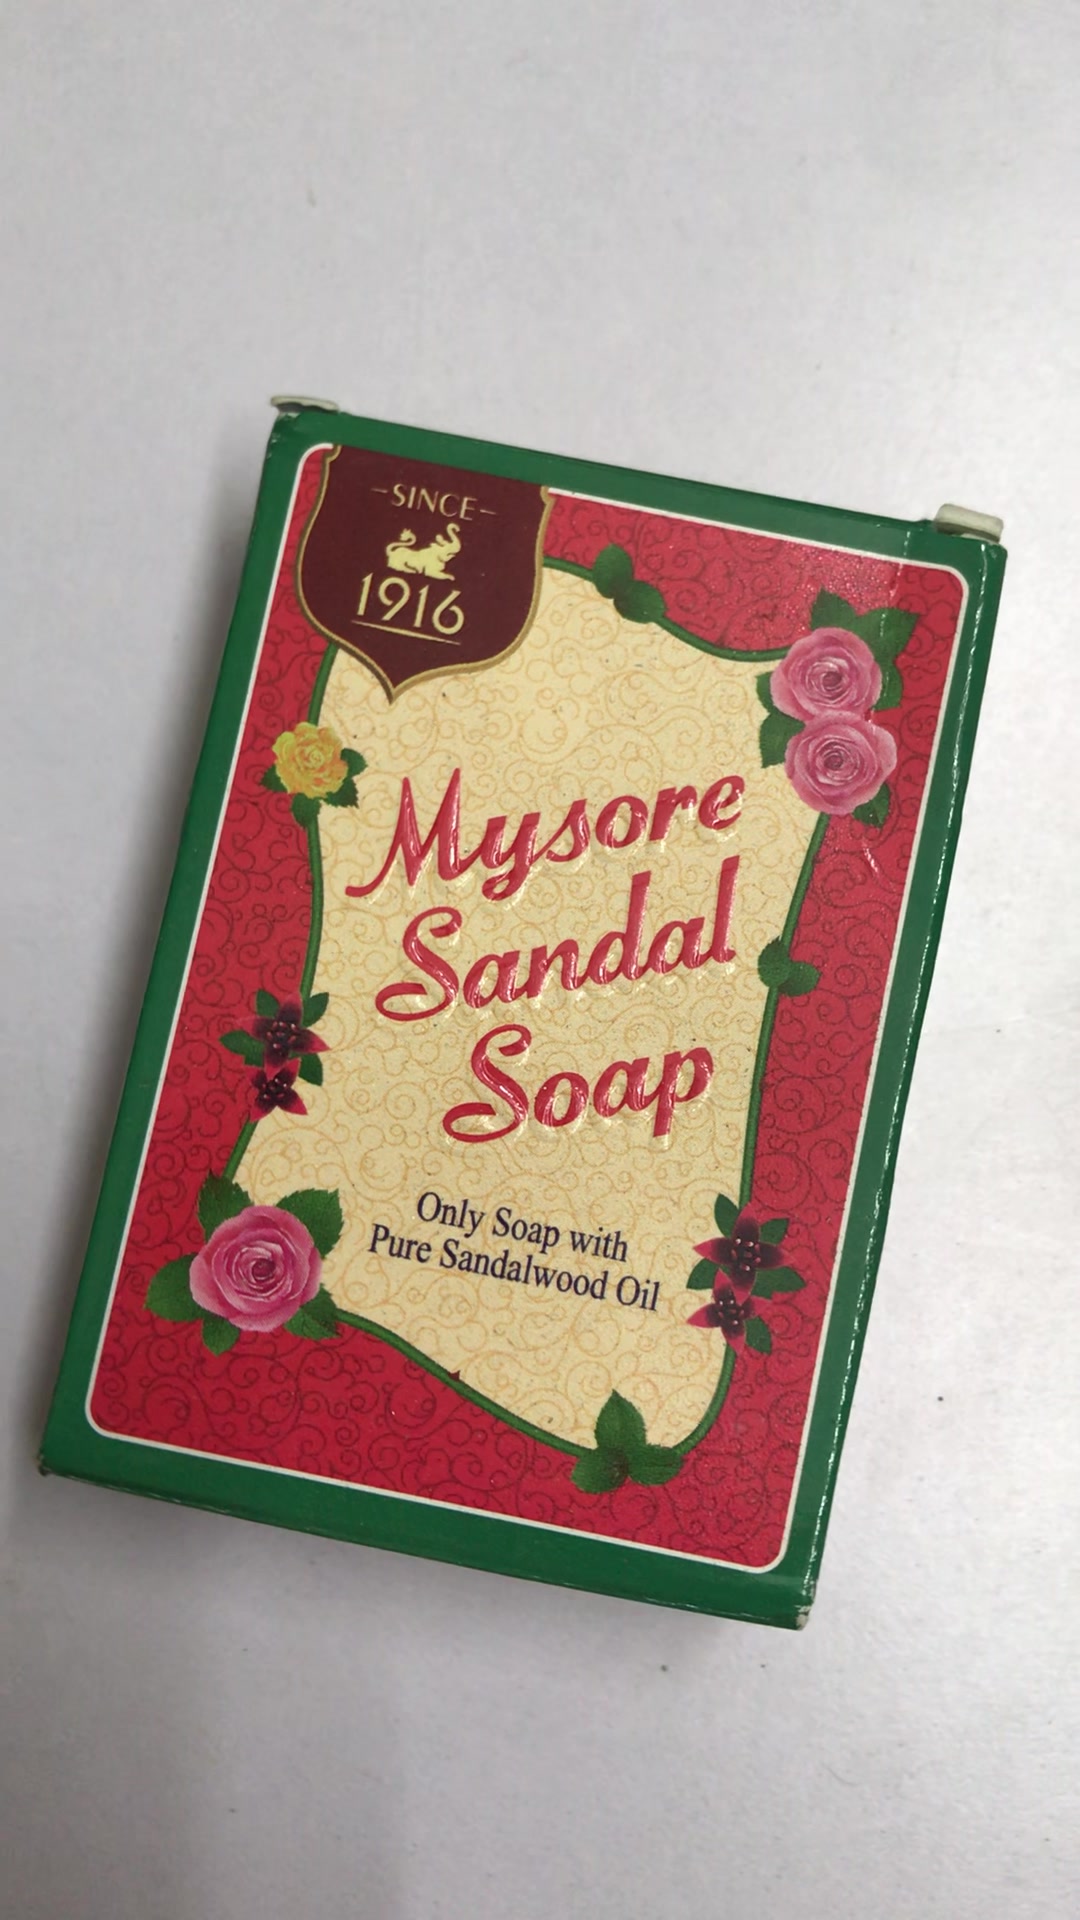 -SINCE-
1916
Mysore
Sandal
Soap
Only Soap with
Pure Sandalwood Oil